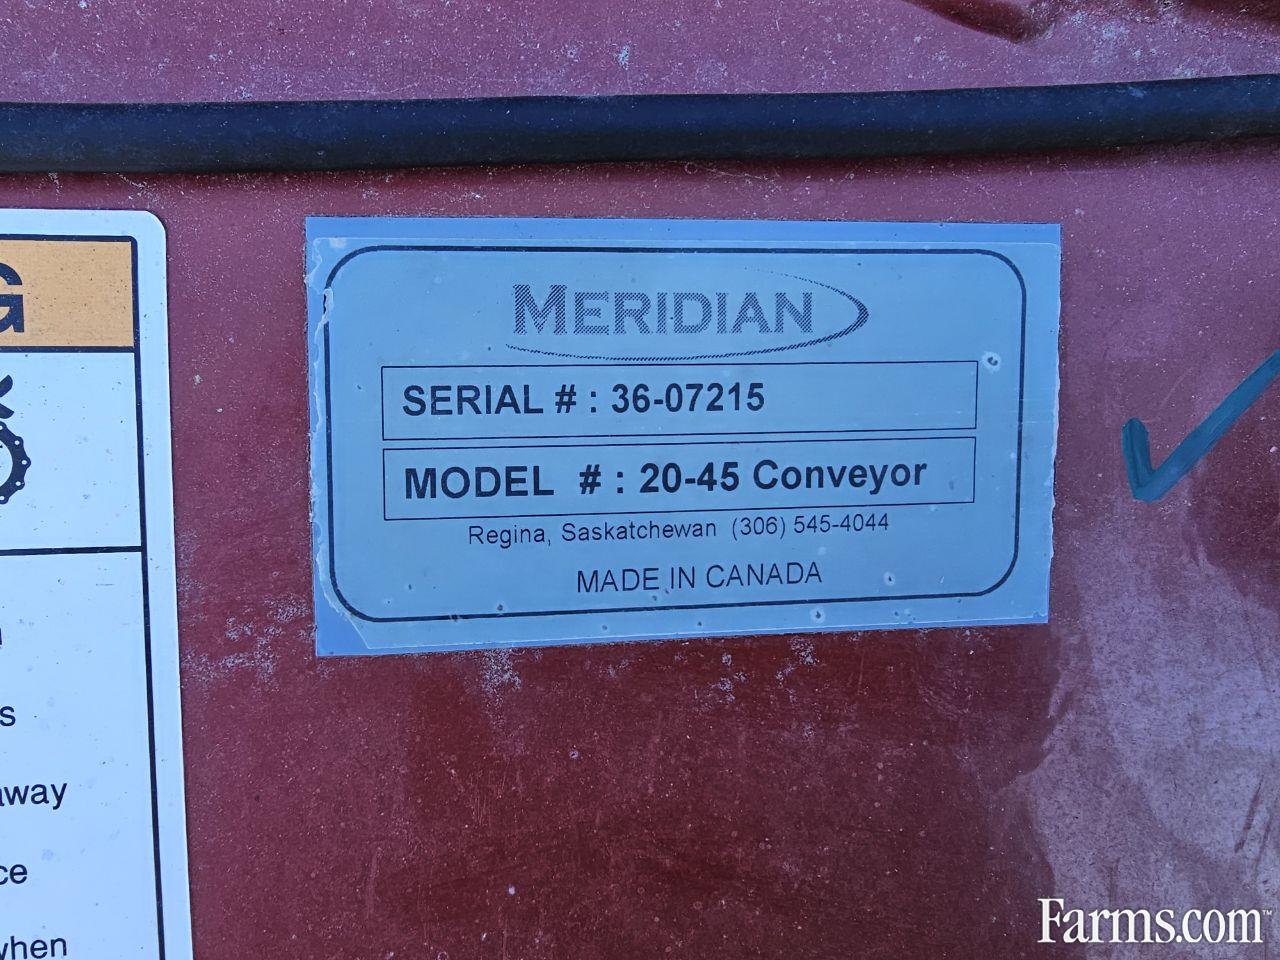 G
MERIDIAN
SERIAL # : 36-07215
MODEL # : 20-45 Conveyor
Regina, Saskatchewan (306) 545-4044
MADE IN CANADA
s
away
ce
when
Farms.com™